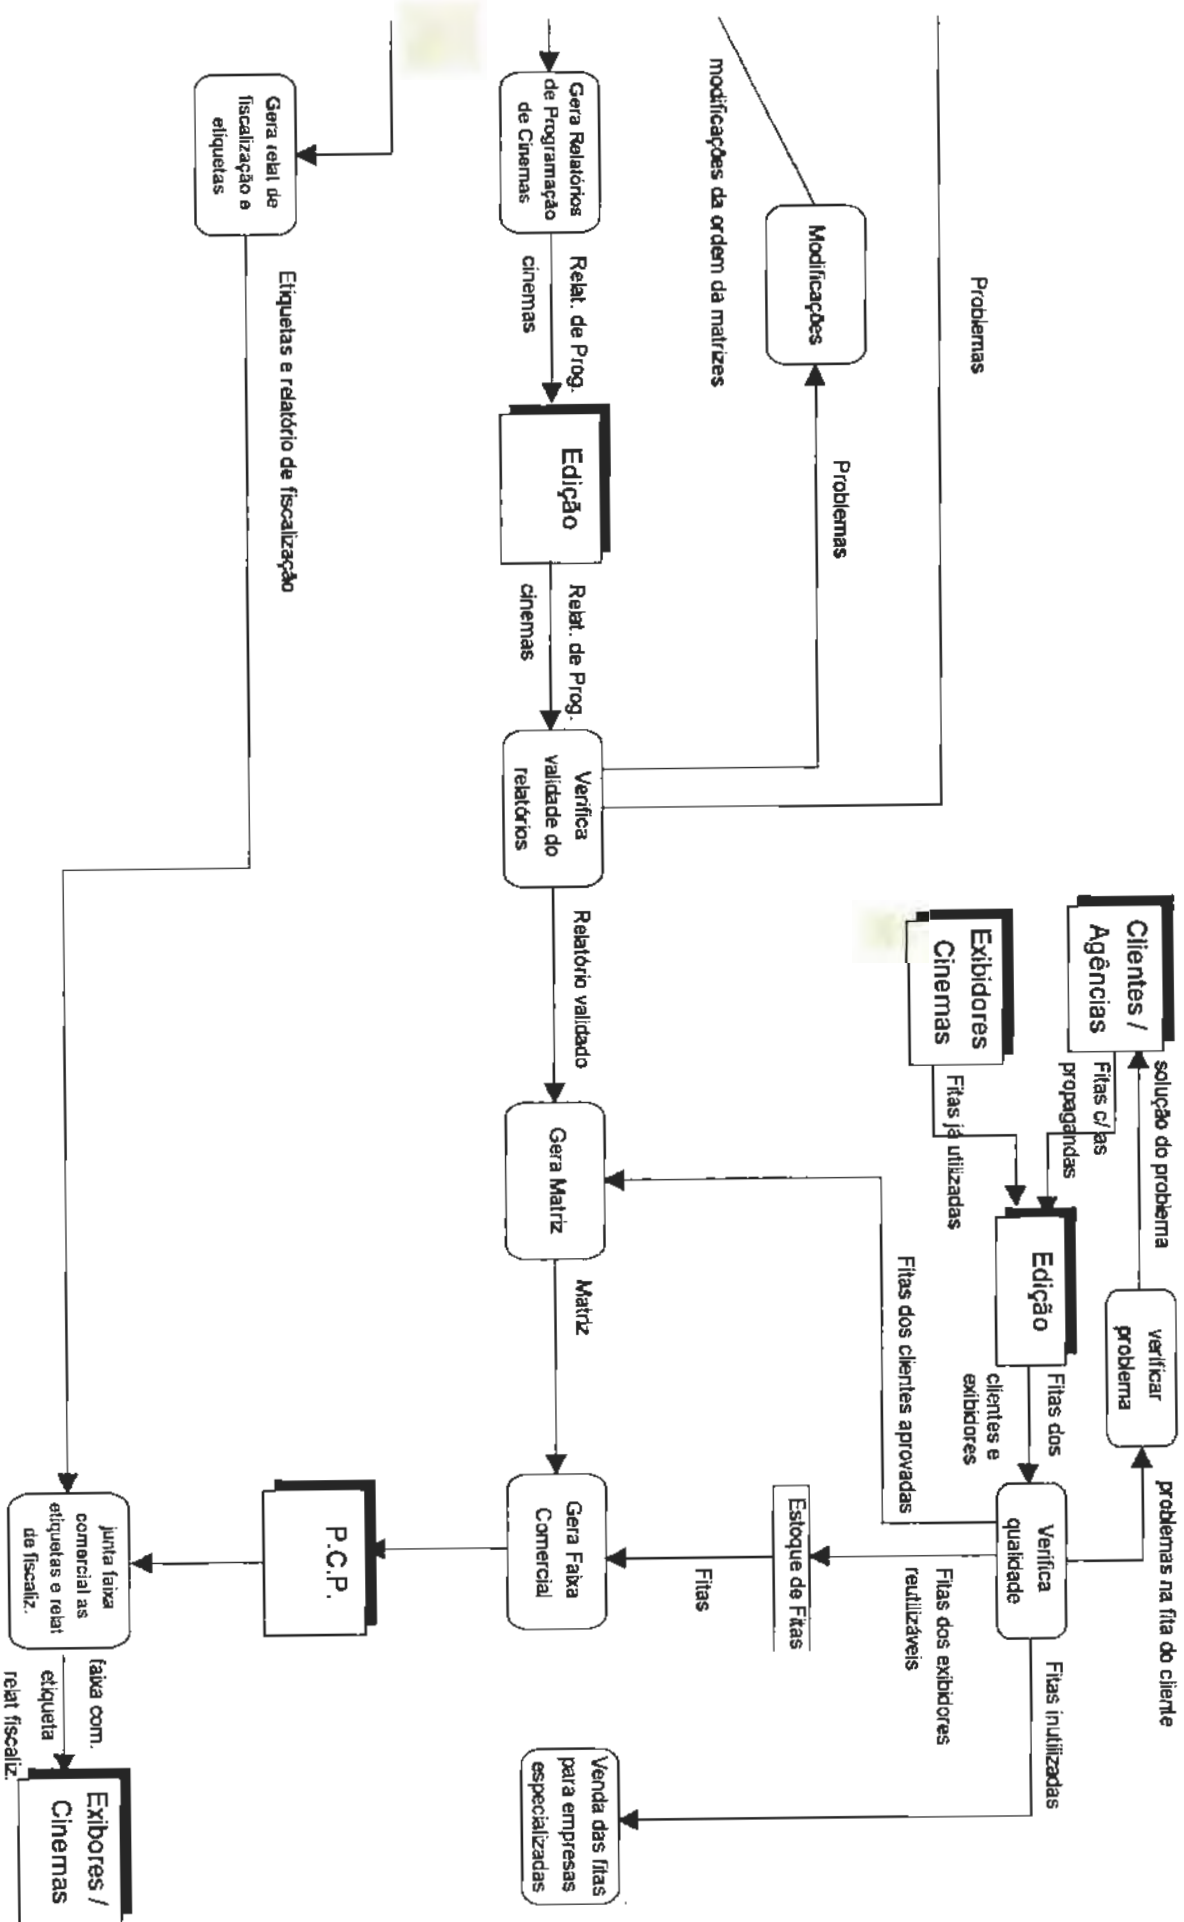 Problemas
Modificações
Problemas
modificações da ordem da matrizes
Gera Relatórios
de Programação
de Cinemas
Relat. de Prog.
cinemas
Edição
Relat. de Prog.
cinemas
Verifica
validade do
relatórios
Relatório validado
Gera Matriz
Matriz
Gera Faixa
Comercial
Gera relat de
fiscalização e
etiquetas
Etiquetas e relatório de fiscalização
Clientes /
Agências
solução do problema
Fitas c/ as
propagandas
verificar
problema
problemas na fita do cliente
Exibidores
Cinemas
Fitas já utilizadas
Edição
Fitas dos
clientes e
exibidores
Verifica
qualidade
Fitas inutilizadas
Fitas dos clientes aprovadas
Fitas dos exibidores
reutilizáveis
Estoque de Fitas
Fitas
Venda das fitas
para empresas
especializadas
P.C.P.
junta faixa
comercial as
etiquetas e relat
de fiscaliz.
faixa com.
etiqueta
relat fiscaliz.
Exibores /
Cinemas